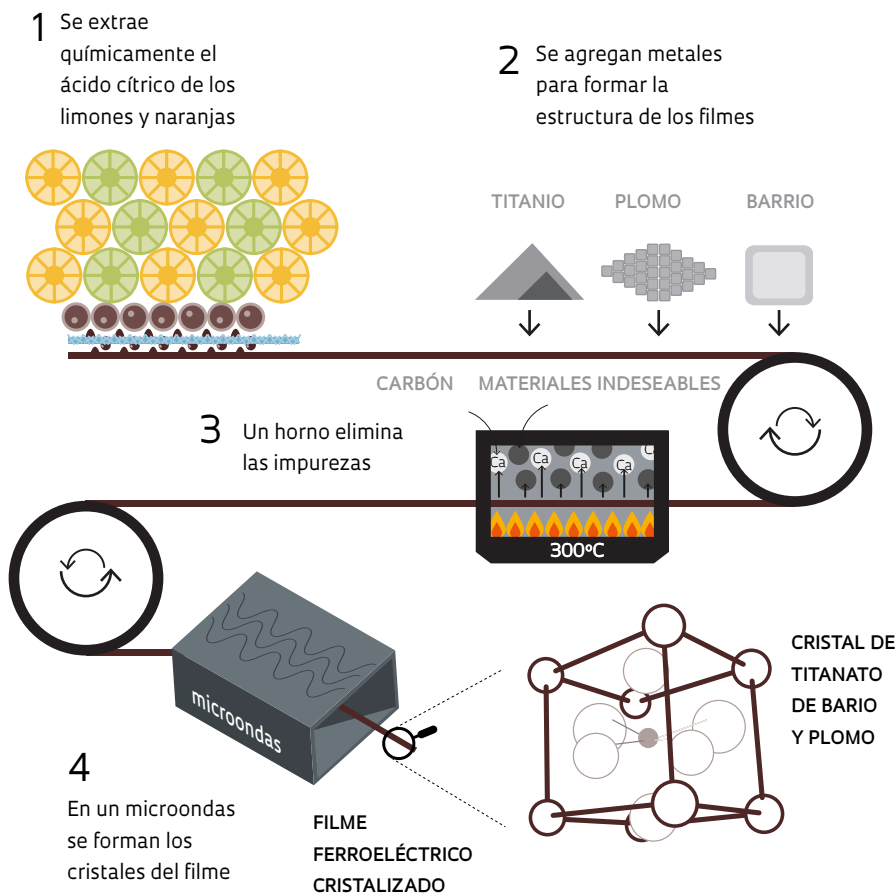 1 Se extrae
químicamente el
ácido cítrico de los
limones y naranjas
2 Se agregan metales
para formar la
estructura de los filmes
TITANIO PLOMO BARRIO
CARBÓN MATERIALES INDESEABLES
3 Un horno elimina
las impurezas
Ca Ca Ca Ca C
300ºC
microondas
4
En un microondas
se forman los
cristales del filme
FILME
FERROELÉCTRICO
CRISTALIZADO
CRISTAL DE
TITANATO
DE BARIO
Y PLOMO